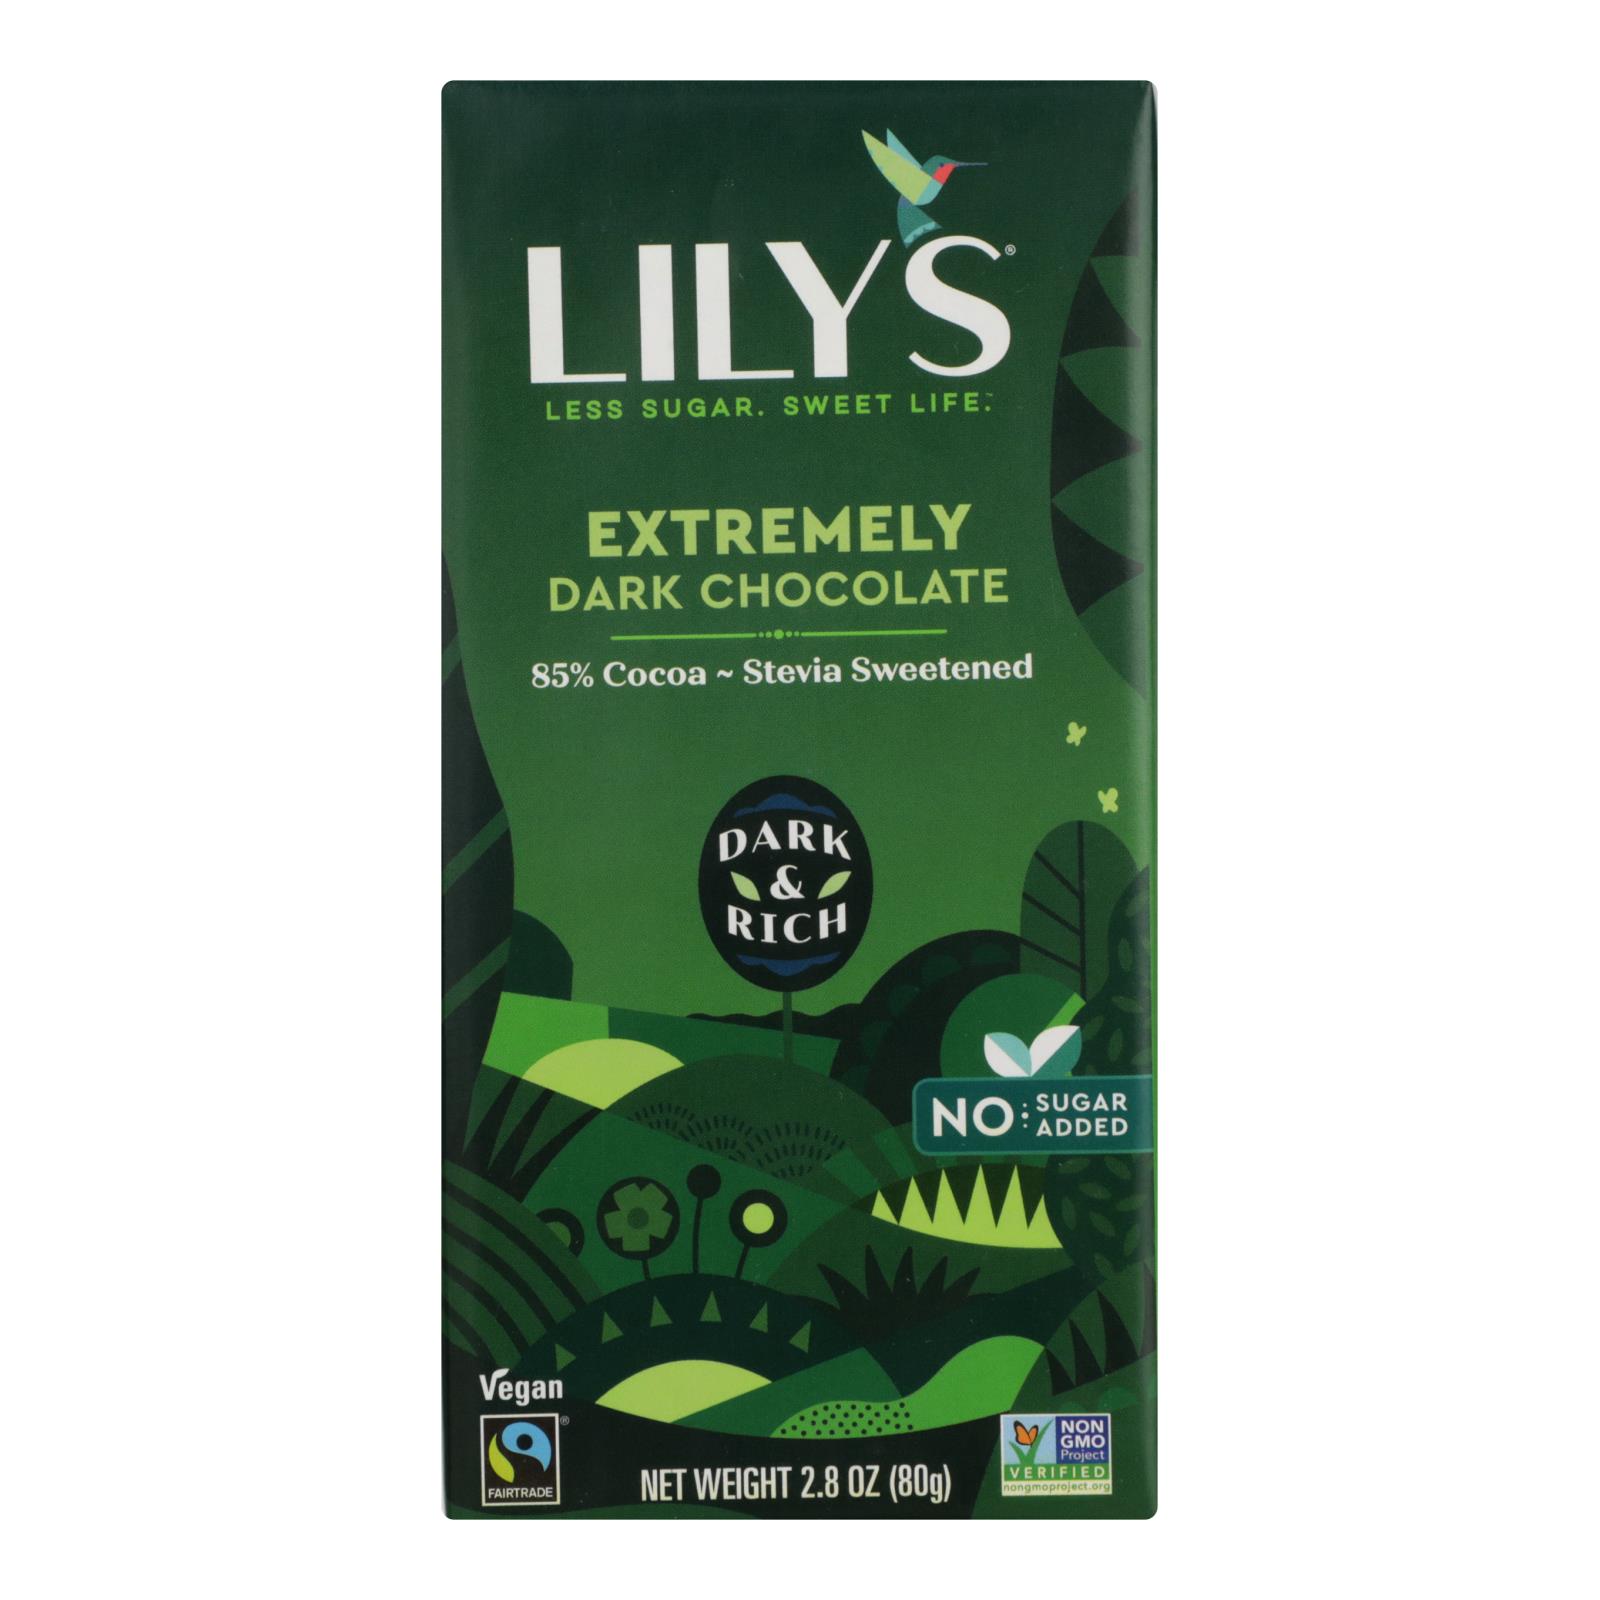 LILY'S®
LESS SUGAR. SWEET LIFE.™
EXTREMELY
DARK CHOCOLATE
85% Cocoa ~ Stevia Sweetened
DARK
&
RICH
NO: SUGAR
ADDED
Vegan
FAIRTRADE
®
NET WEIGHT 2.8 OZ (80g)
NON
GMO
Project
VERIFIED
nongmoproject.org